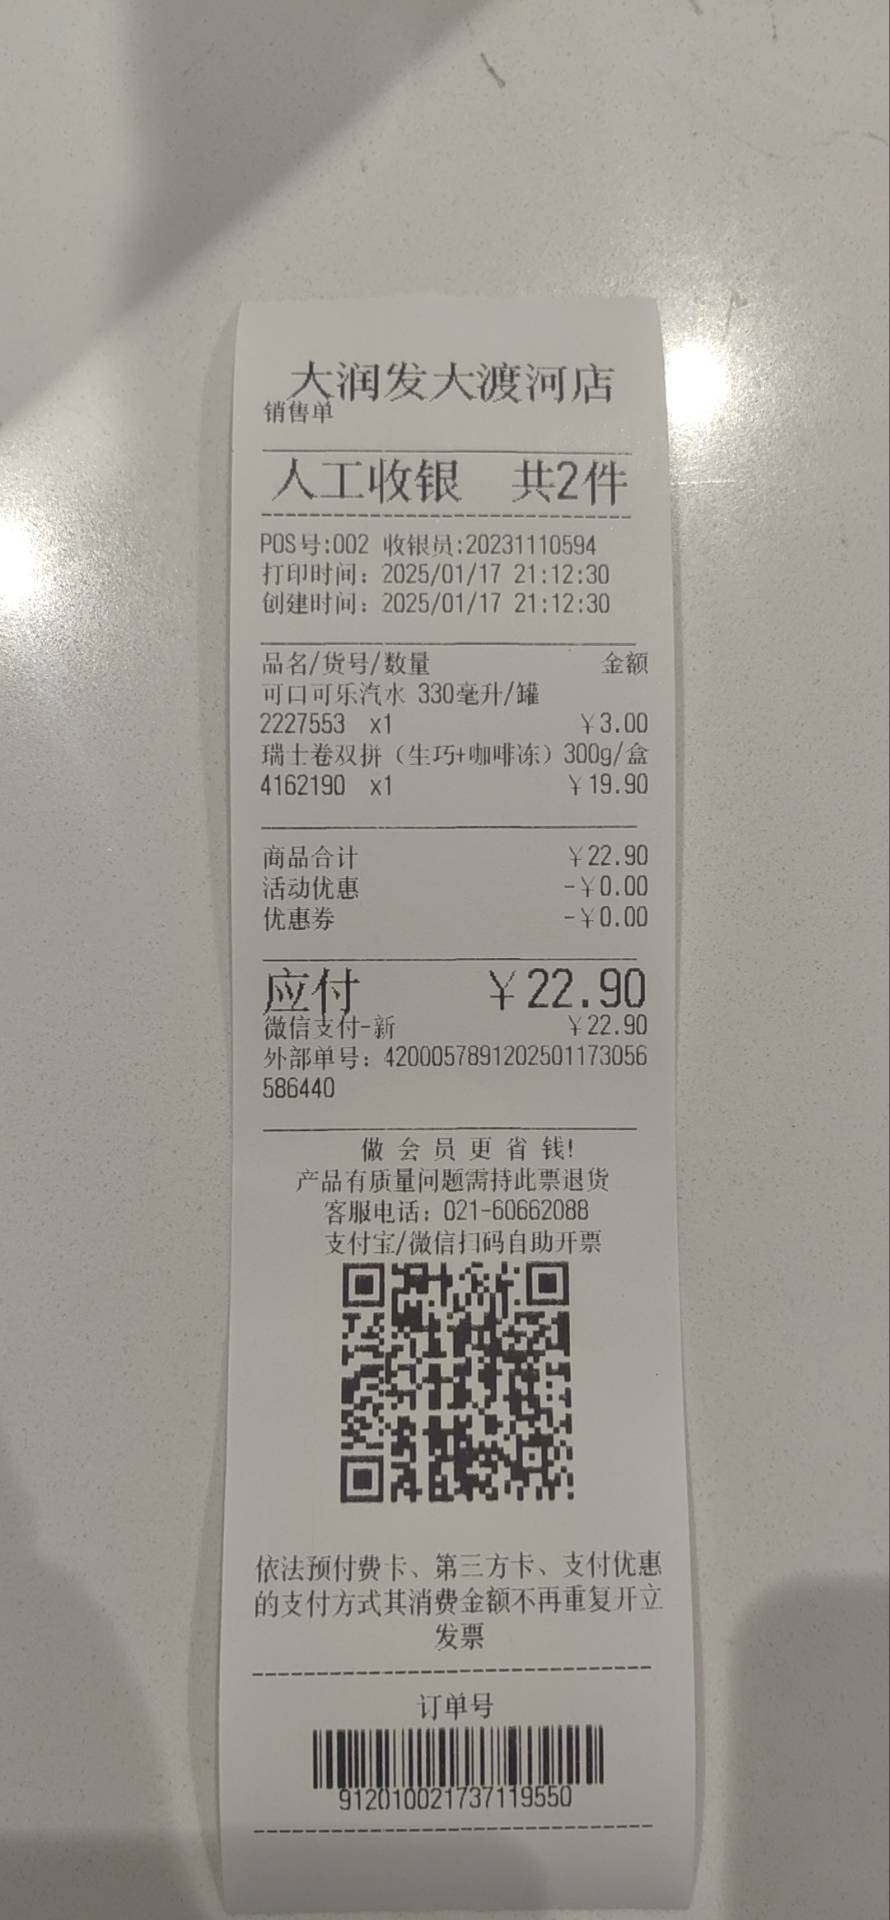 大润发大渡河店
销售单
人工收银 共2件
POS号:002 收银员:20231110594
打印时间：2025/01/17 21:12:30
创建时间：2025/01/17 21:12:30
品名/货号/数量 金额
可口可乐汽水 330毫升/罐
2227553 x1 ￥3.00
瑞士卷双拼（生巧+咖啡冻）300g/盒
4162190 x1 ￥19.90
商品合计 ￥22.90
活动优惠 -￥0.00
优惠券 -￥0.00
应付 ￥22.90
微信支付-新 ￥22.90
外部单号：4200057891202501173056
586440
做 会 员 更 省 钱!
产品有质量问题需持此票退货
客服电话：021-60662088
支付宝/微信扫码自助开票
依法预付费卡、第三方卡、支付优惠
的支付方式其消费金额不再重复开立
发票
订单号
912010021737119550